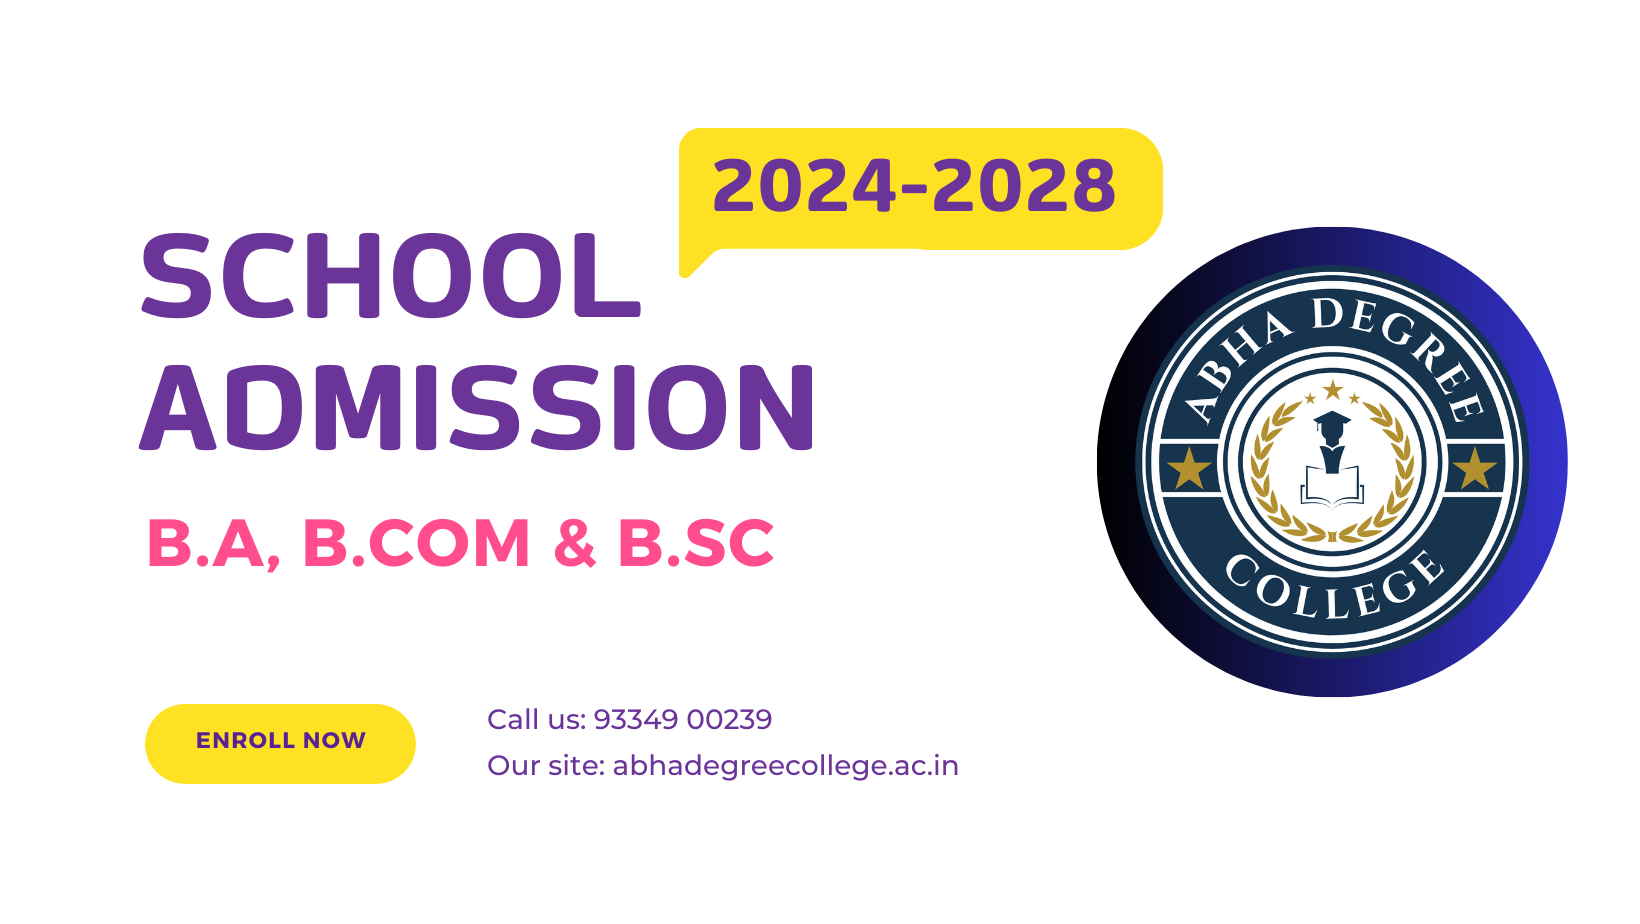 2024-2028
SCHOOL
ADMISSION
B.A, B.COM & B.SC
ENROLL NOW
Call us: 93349 00239
Our site: abhadegreecollege.ac.in
ABHA DEGREE
COLLEGE